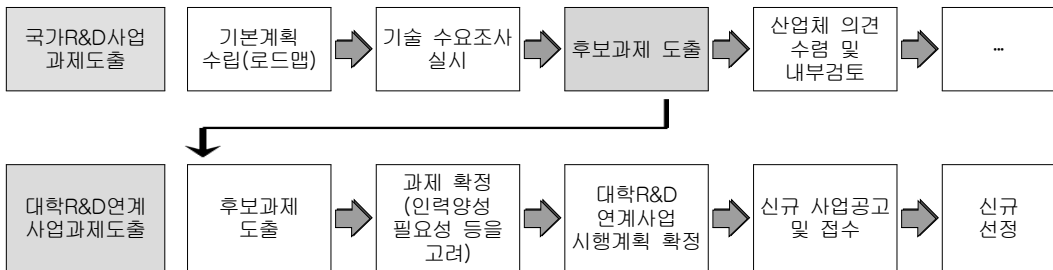 국가R&D사업
과제도출
기본계획
수립(로드맵)
기술 수요조사
실시
후보과제 도출
산업체 의견
수렴 및
내부검토
...
대학R&D연계
사업과제도출
후보과제
도출
과제 확정
(인력양성
필요성 등을
고려)
대학R&D
연계사업
시행계획 확정
신규 사업공고
및 접수
신규
선정